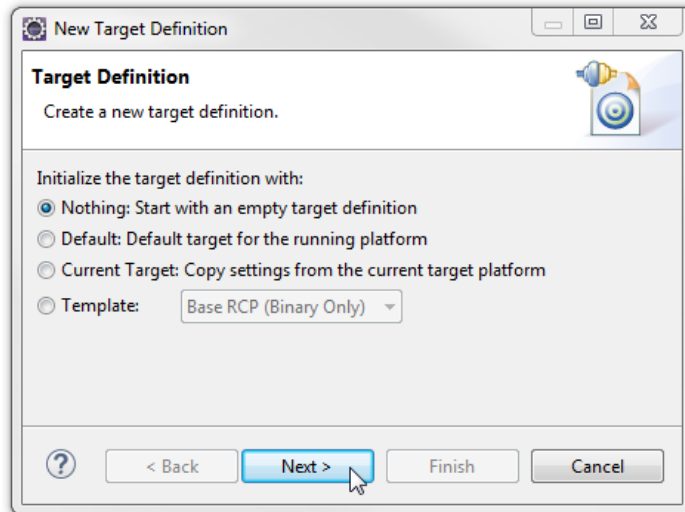 New Target Definition
Target Definition
Create a new target definition.
Initialize the target definition with:
Nothing: Start with an empty target definition
Default: Default target for the running platform
Current Target: Copy settings from the current target platform
Template: Base RCP (Binary Only)
? < Back Next > Finish Cancel